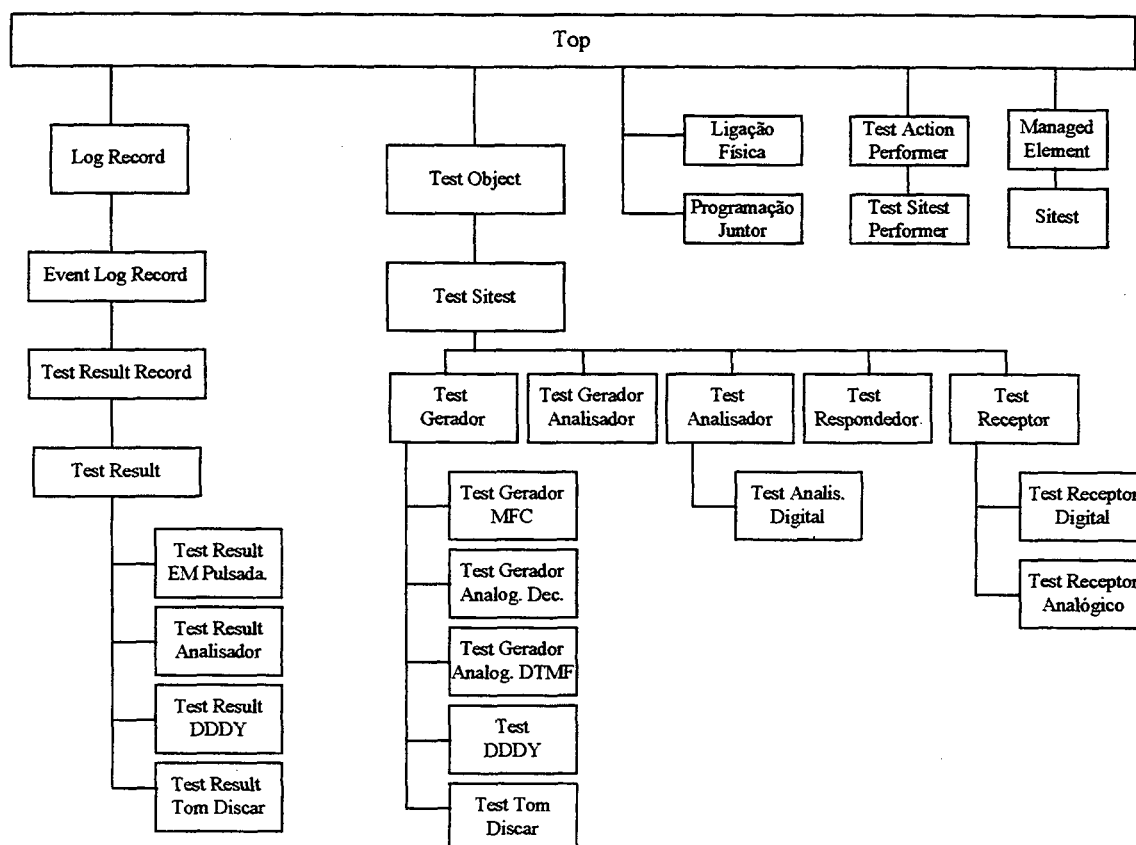 Top
Log Record
Event Log Record
Test Result Record
Test Result
Test Result
EM Pulsada.
Test Result
Analisador
Test Result
DDDY
Test Result
Tom Discar
Test Object
Test Sitest
Test
Gerador
Test Gerador
MFC
Test Gerador
Analog. Dec.
Test Gerador
Analog. DTMF
Test
DDDY
Test Tom
Discar
Test Gerador
Analisador
Test
Analisador
Test Analis.
Digital
Test
Respondedor.
Test
Receptor
Test Receptor
Digital
Test Receptor
Analógico
Ligação
Física
Programação
Juntor
Test Action
Performer
Test Sitest
Performer
Managed
Element
Sitest